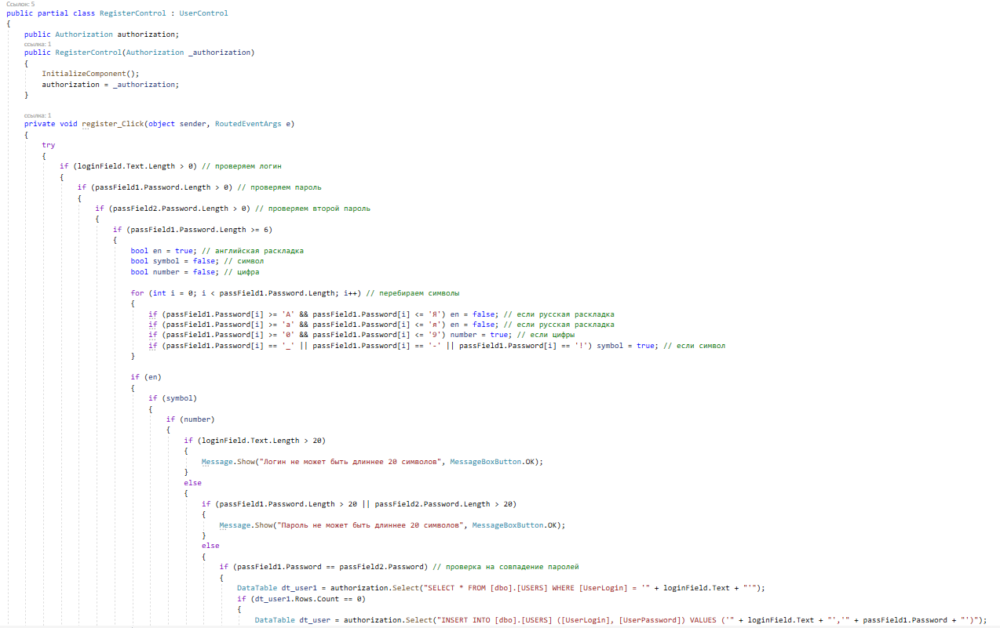 Ссылок: 5
public partial class RegisterControl : UserControl
{
public Authorization authorization;
ссылка: 1
public RegisterControl(Authorization _authorization)
{
InitializeComponent();
authorization = _authorization;
}
ссылка: 1
private void register_Click(object sender, RoutedEventArgs e)
{
try
{
if (loginField.Text.Length > 0) // проверяем логин
{
if (passField1.Password.Length > 0) // проверяем пароль
{
if (passField2.Password.Length > 0) // проверяем второй пароль
{
if (passField1.Password.Length >= 6)
{
bool en = true; // английская раскладка
bool symbol = false; // символ
bool number = false; // цифра
for (int i = 0; i < passField1.Password.Length; i++) // перебираем символы
{
if (passField1.Password[i] >= 'А' && passField1.Password[i] <= 'Я') en = false; // если русская раскладка
if (passField1.Password[i] >= 'а' && passField1.Password[i] <= 'я') en = false; // если русская раскладка
if (passField1.Password[i] >= '0' && passField1.Password[i] <= '9') number = true; // если цифры
if (passField1.Password[i] == '_' || passField1.Password[i] == '-' || passField1.Password[i] == '!') symbol = true; // если символ
}
if (en)
{
if (symbol)
{
if (number)
{
if (loginField.Text.Length > 20)
{
Message.Show("Логин не может быть длиннее 20 символов", MessageBoxButton.OK);
}
else
{
if (passField1.Password.Length > 20 || passField2.Password.Length > 20)
{
Message.Show("Пароль не может быть длиннее 20 символов", MessageBoxButton.OK);
}
else
{
if (passField1.Password == passField2.Password) // проверка на совпадение паролей
{
DataTable dt_user1 = authorization.Select("SELECT * FROM [dbo].[USERS] WHERE [UserLogin] = '" + loginField.Text + "'");
if (dt_user1.Rows.Count == 0)
{
DataTable dt_user = authorization.Select("INSERT INTO [dbo].[USERS] ([UserLogin], [UserPassword]) VALUES ('" + loginField.Text + "','" + passField1.Password + "')");